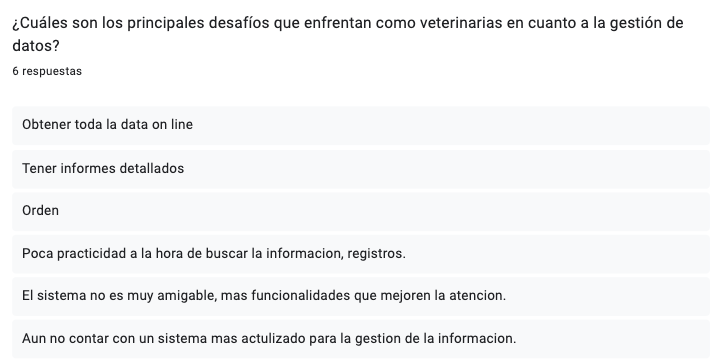 ¿Cuáles son los principales desafíos que enfrentan como veterinarias en cuanto a la gestión de
datos?
6 respuestas
Obtener toda la data on line
Tener informes detallados
Orden
Poca practicidad a la hora de buscar la informacion, registros.
El sistema no es muy amigable, mas funcionalidades que mejoren la atencion.
Aun no contar con un sistema mas actulizado para la gestion de la informacion.